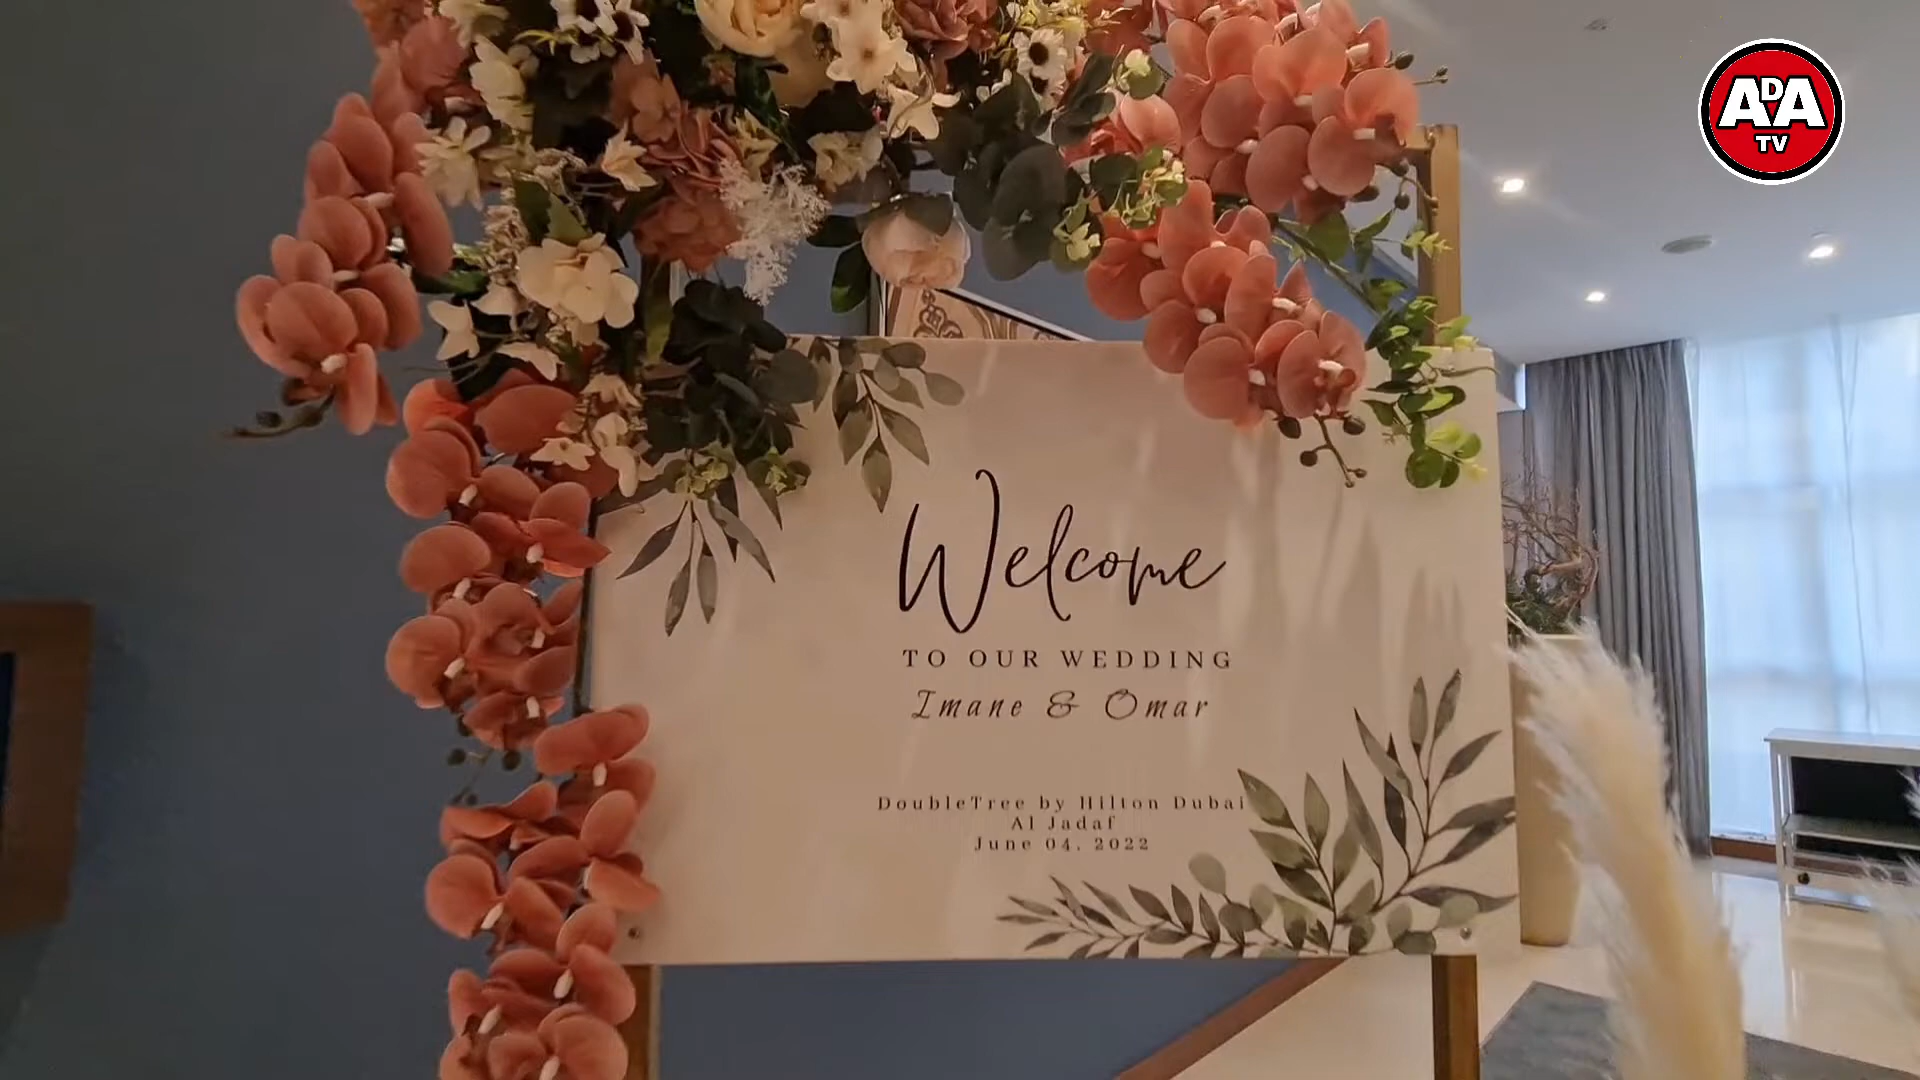 ADA
TV
Welcome
TO OUR WEDDING
Imane & Omar
DoubleTree by Hilton Dubai
Al Jadaf
June 04, 2022